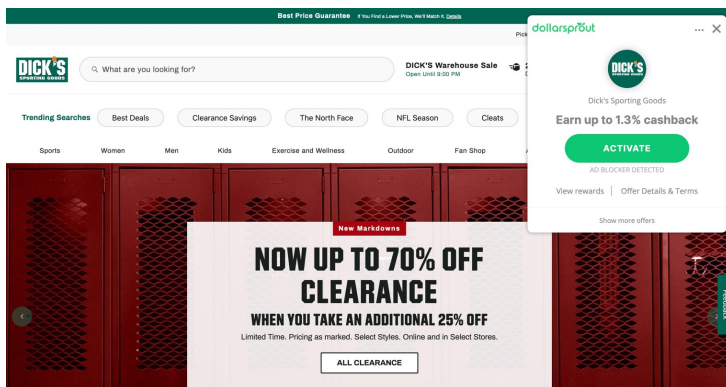 Best Price Guarantee If You Find a Lower Price, We'll Match It. Details
Pick
DICK'S
SPORTING GOODS
What are you looking for?
DICK'S Warehouse Sale
Open Until 9:00 PM
Trending Searches
Best Deals
Clearance Savings
The North Face
NFL Season
Cleats
Sports
Women
Men
Kids
Exercise and Wellness
Outdoor
Fan Shop
New Markdowns
NOW UP TO 70% OFF
CLEARANCE
WHEN YOU TAKE AN ADDITIONAL 25% OFF
Limited Time. Pricing as marked. Select Styles. Online and in Select Stores.
ALL CLEARANCE
Feedback
dollarsprout
DICK'S
SPORTING GOODS
Dick's Sporting Goods
Earn up to 1.3% cashback
ACTIVATE
AD BLOCKER DETECTED
View rewards
Offer Details & Terms
Show more offers